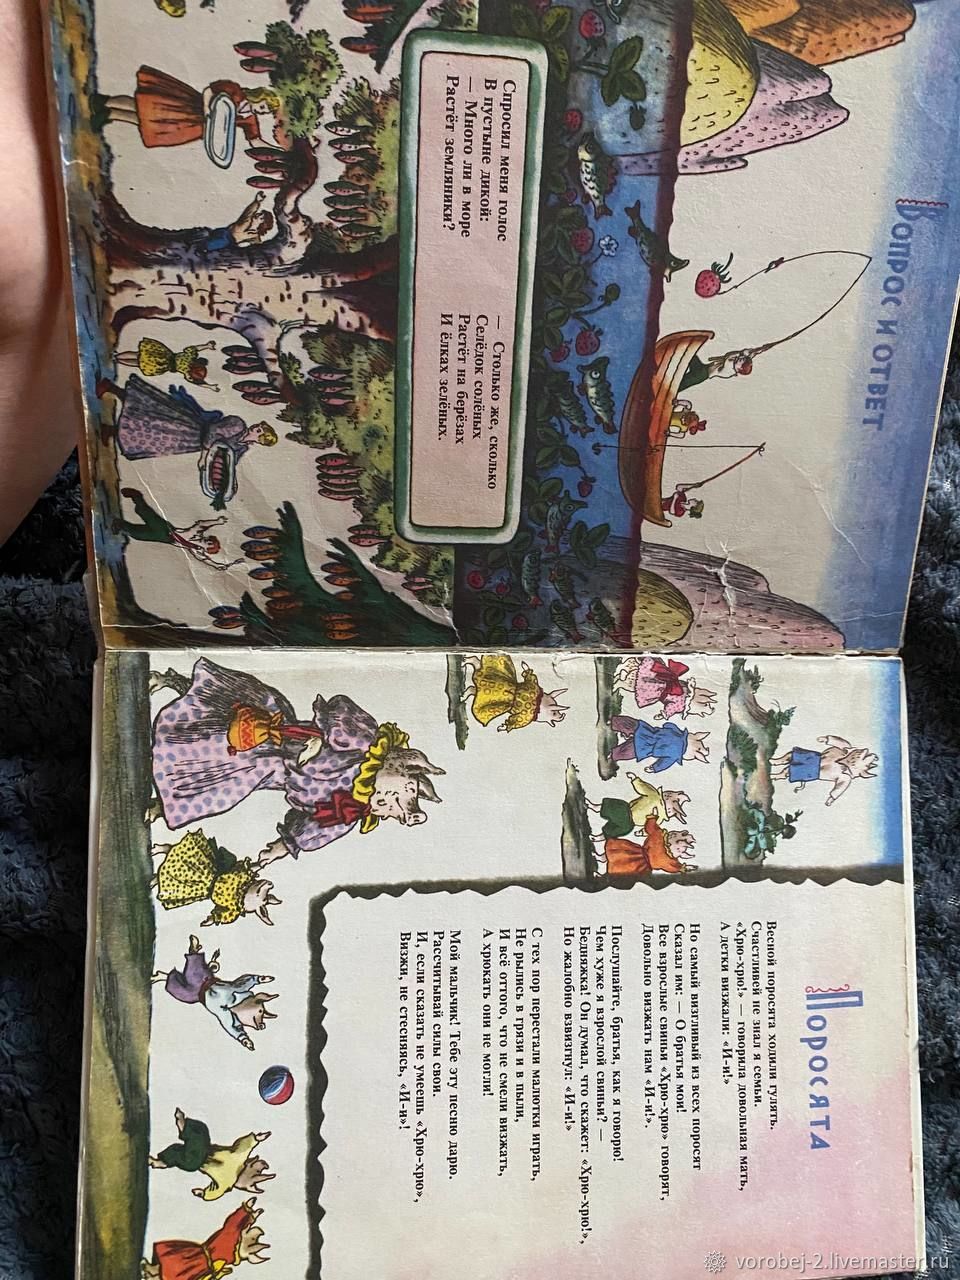 Вопрос и ответ
Спросил меня голос
В пустыне дикой:
— Много ли в море
Растёт земляники?
— Столько же, сколько
Селёдок солёных
Растёт на берёзах
И ёлках зелёных.
Поросята
Весной поросята ходили гулять.
Счастливей не знал я семьи.
«Хрю-хрю!» — говорила довольная мать,
А детки визжали: «И-и!»
Но самый визгливый из всех поросят
Сказал им: — О братья мои!
Все взрослые свиньи «Хрю-хрю» говорят,
Довольно визжать нам «И-и!».
Послушайте, братья, как я говорю!
Чем хуже я взрослой свиньи? —
Бедняжка! Он думал, что скажет: «Хрю-хрю!»,
Но жалобно взвизгнул: «И-и!»
С тех пор перестали малютки играть,
Не рылись в грязи и в пыли,
И всё оттого, что не смели визжать,
А хрюкать они не могли!
Мой мальчик! Тебе эту песню дарю.
Рассчитывай силы свои.
И, если сказать не умеешь «Хрю-хрю»,
Визжи, не стесняясь, «И-и»!
vorobej-2.livemaster.ru